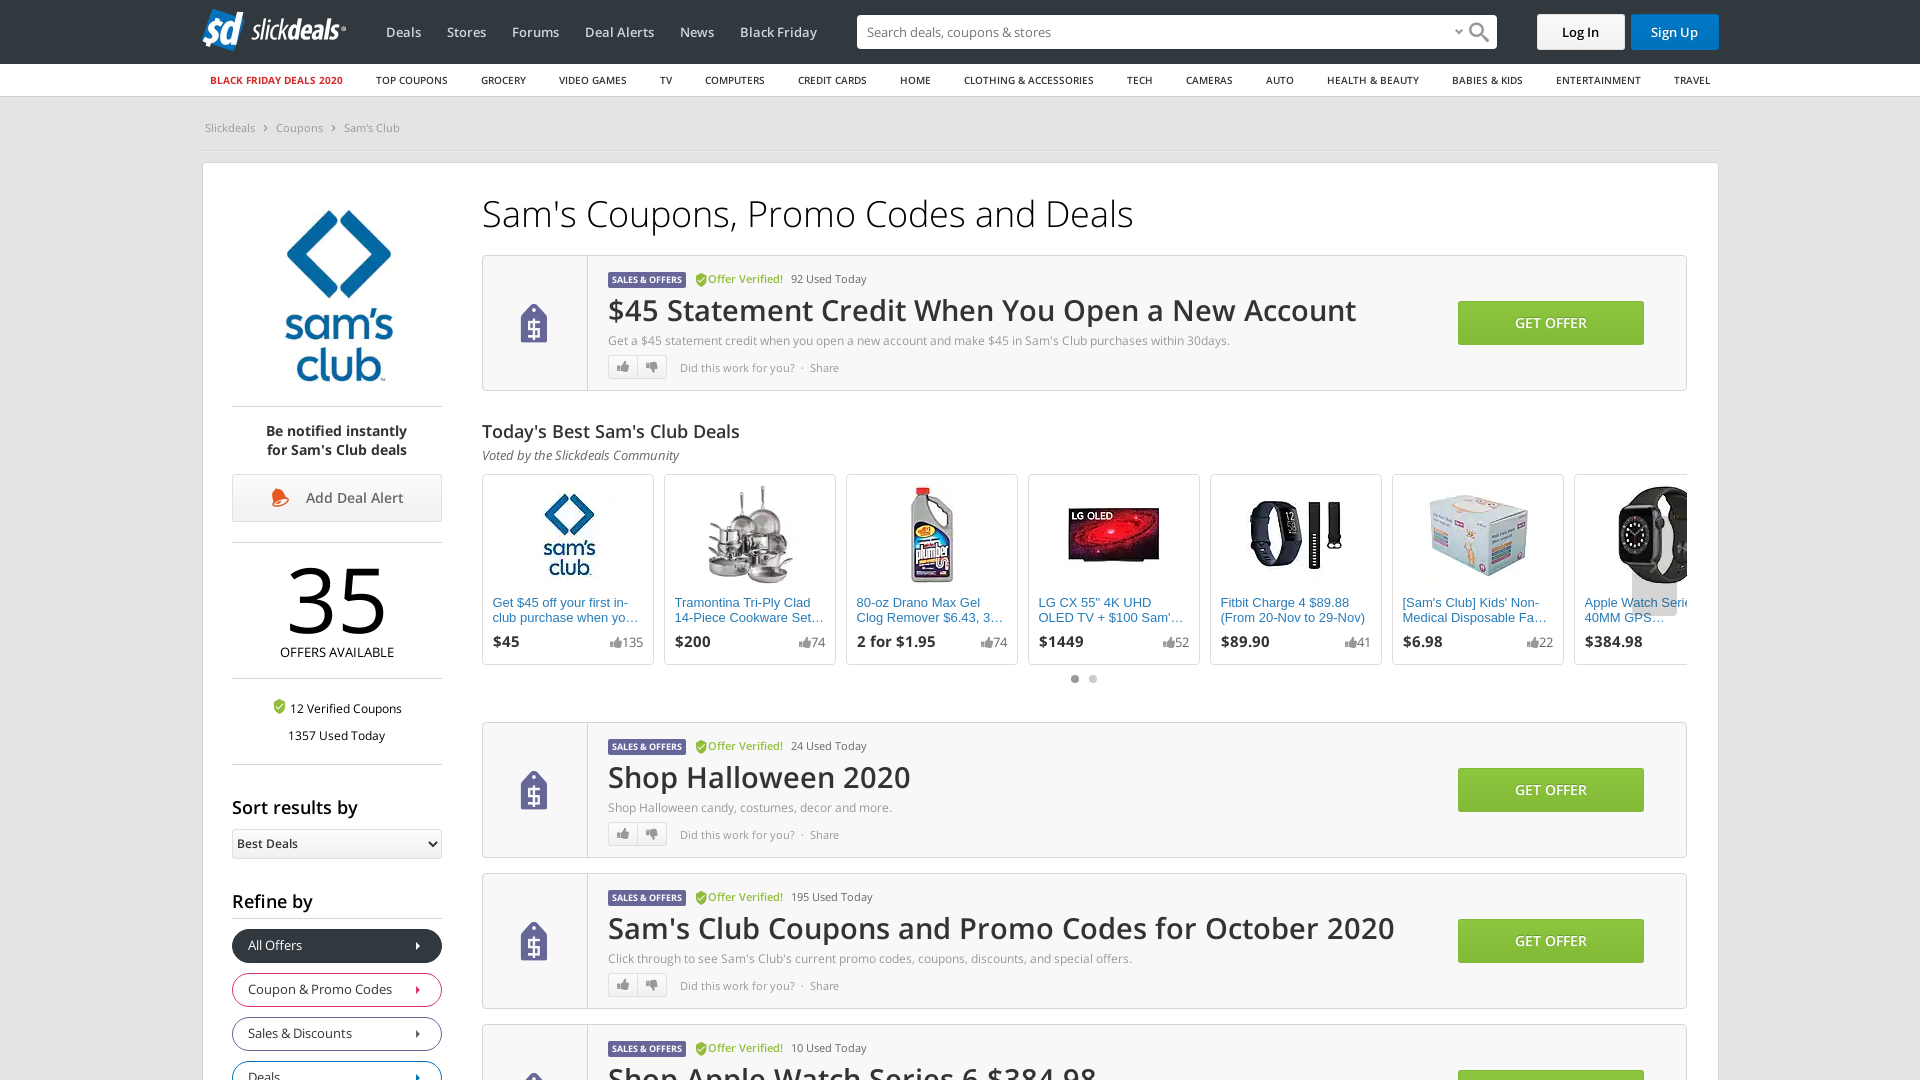 sd slickdeals
Deals
Stores
Forums
Deal Alerts
News
Black Friday
Search deals, coupons & stores
Log In
Sign Up
BLACK FRIDAY DEALS 2020
TOP COUPONS
GROCERY
VIDEO GAMES
TV
COMPUTERS
CREDIT CARDS
HOME
CLOTHING & ACCESSORIES
TECH
CAMERAS
AUTO
HEALTH & BEAUTY
BABIES & KIDS
ENTERTAINMENT
TRAVEL
Slickdeals > Coupons > Sam's Club
sam's
club™
Be notified instantly
for Sam's Club deals
Add Deal Alert
35
OFFERS AVAILABLE
12 Verified Coupons
1357 Used Today
Sort results by
Best Deals
Refine by
All Offers
Coupon & Promo Codes
Sales & Discounts
Deals
Sam's Coupons, Promo Codes and Deals
SALES & OFFERS Offer Verified! 92 Used Today
$45 Statement Credit When You Open a New Account
Get a $45 statement credit when you open a new account and make $45 in Sam's Club purchases within 30days.
Did this work for you? · Share
GET OFFER
Today's Best Sam's Club Deals
Voted by the Slickdeals Community
sam's
club
Get $45 off your first in-
club purchase when yo…
$45
135
Tramontina Tri-Ply Clad
14-Piece Cookware Set…
$200
74
plumber
80-oz Drano Max Gel
Clog Remover $6.43, 3…
2 for $1.95
74
LG OLED
LG CX 55" 4K UHD
OLED TV + $100 Sam'…
$1449
52
Fitbit Charge 4 $89.88
(From 20-Nov to 29-Nov)
$89.90
41
[Sam's Club] Kids' Non-
Medical Disposable Fa…
$6.98
22
Apple Watch Serie
40MM GPS…
$384.98
SALES & OFFERS Offer Verified! 24 Used Today
Shop Halloween 2020
Shop Halloween candy, costumes, decor and more.
Did this work for you? · Share
GET OFFER
SALES & OFFERS Offer Verified! 195 Used Today
Sam's Club Coupons and Promo Codes for October 2020
Click through to see Sam's Club's current promo codes, coupons, discounts, and special offers.
Did this work for you? · Share
GET OFFER
SALES & OFFERS Offer Verified! 10 Used Today
Shop Apple Watch Series 6 $384.98